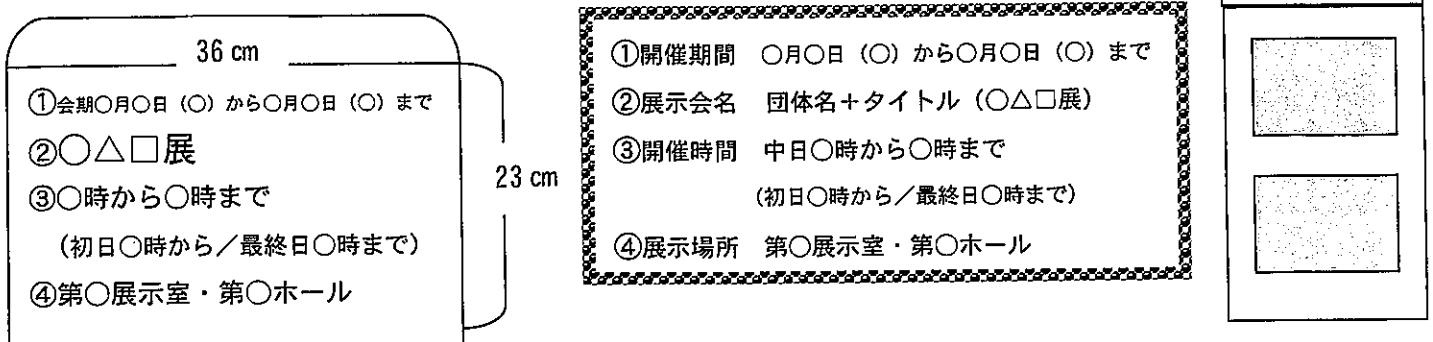 36 cm
①会期○月○日（○）から○月○日（○）まで
②○△□展
③○時から○時まで
（初日○時から／最終日○時まで）
④第○展示室・第○ホール
23 cm
①開催期間　○月○日（○）から○月○日（○）まで
②展示会名　団体名＋タイトル（○△□展）
③開催時間　中日○時から○時まで
（初日○時から／最終日○時まで）
④展示場所　第○展示室・第○ホール